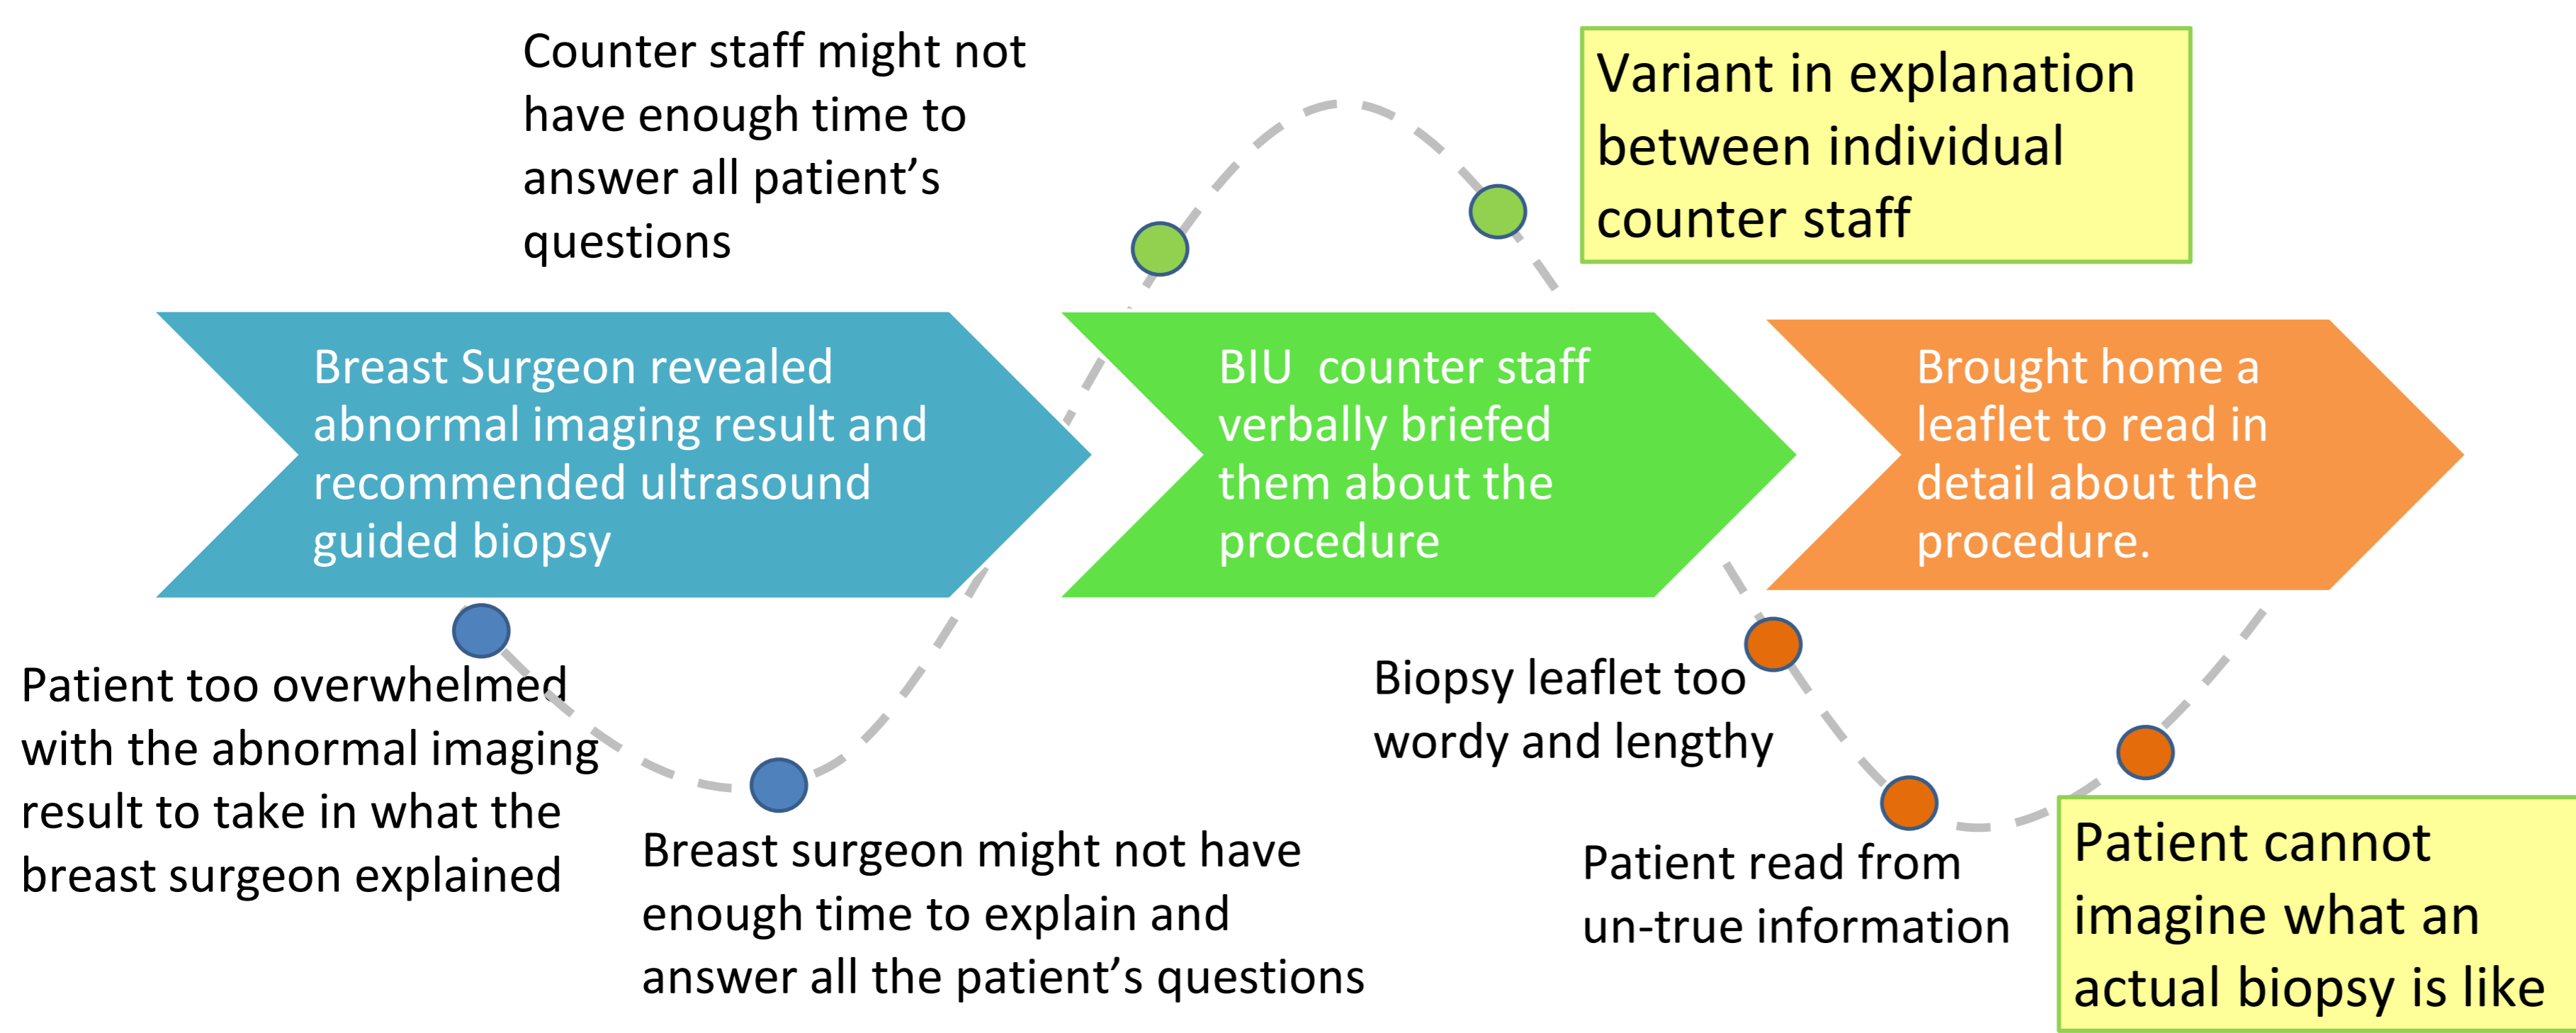 Counter staff might not
have enough time to
answer all patient’s
questions
Variant in explanation
between individual
counter staff
Breast Surgeon revealed
abnormal imaging result and
recommended ultrasound
guided biopsy
BIU counter staff
verbally briefed
them about the
procedure
Brought home a
leaflet to read in
detail about the
procedure.
Patient too overwhelmed
with the abnormal imaging
result to take in what the
breast surgeon explained
Breast surgeon might not have
enough time to explain and
answer all the patient’s questions
Biopsy leaflet too
wordy and lengthy
Patient read from
un-true information
Patient cannot
imagine what an
actual biopsy is like